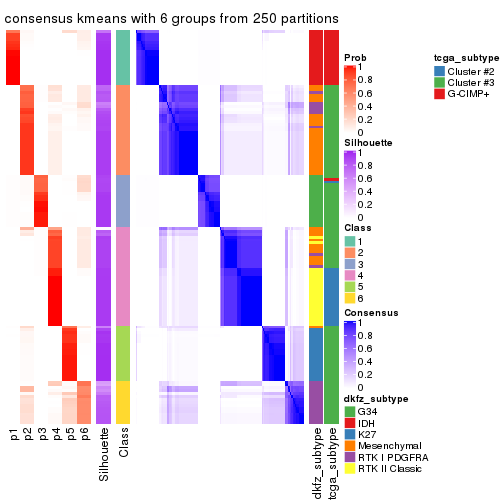 consensus kmeans with 6 groups from 250 partitions
Prob
1
0.8
0.6
0.4
0.2
0
Silhouette
1
0.8
0.6
0.4
0.2
0
Class
1
2
3
4
5
6
Consensus
1
0.8
0.6
0.4
0.2
0
dkfz_subtype
G34
IDH
K27
Mesenchymal
RTK I PDGFRA
RTK II Classic
tcga_subtype
Cluster #2
Cluster #3
G-CIMP+
p1
p2
p3
p4
p5
p6
Silhouette
Class
dkfz_subtype
tcga_subtype